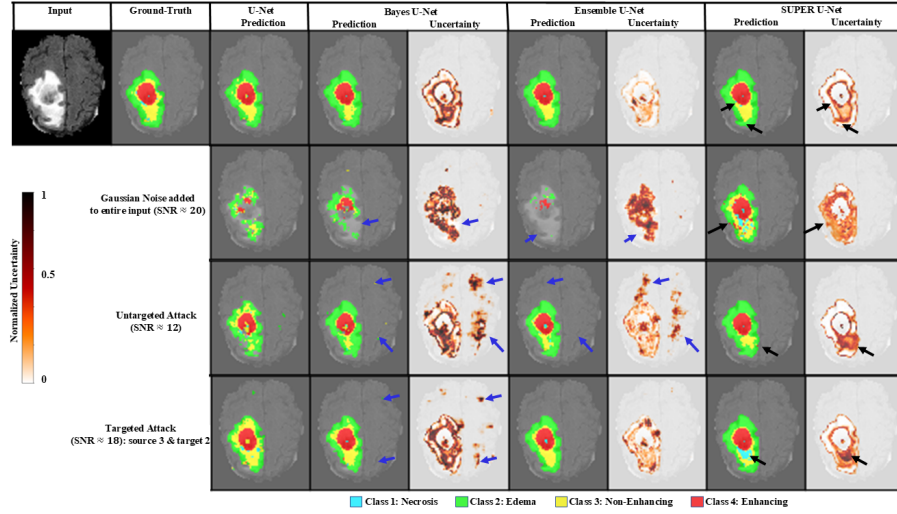 Input
Ground-Truth
U-Net
Prediction
Bayes U-Net
Prediction
Uncertainty
Ensemble U-Net
Prediction
Uncertainty
SUPER U-Net
Prediction
Uncertainty
Gaussian Noise added
to entire input (SNR ≈ 20)
Normalized Uncertainty
1
0.5
0
Untargeted Attack
(SNR ≈ 12)
Targeted Attack
(SNR ≈ 18): source 3 & target 2
Class 1: Necrosis
Class 2: Edema
Class 3: Non-Enhancing
Class 4: Enhancing